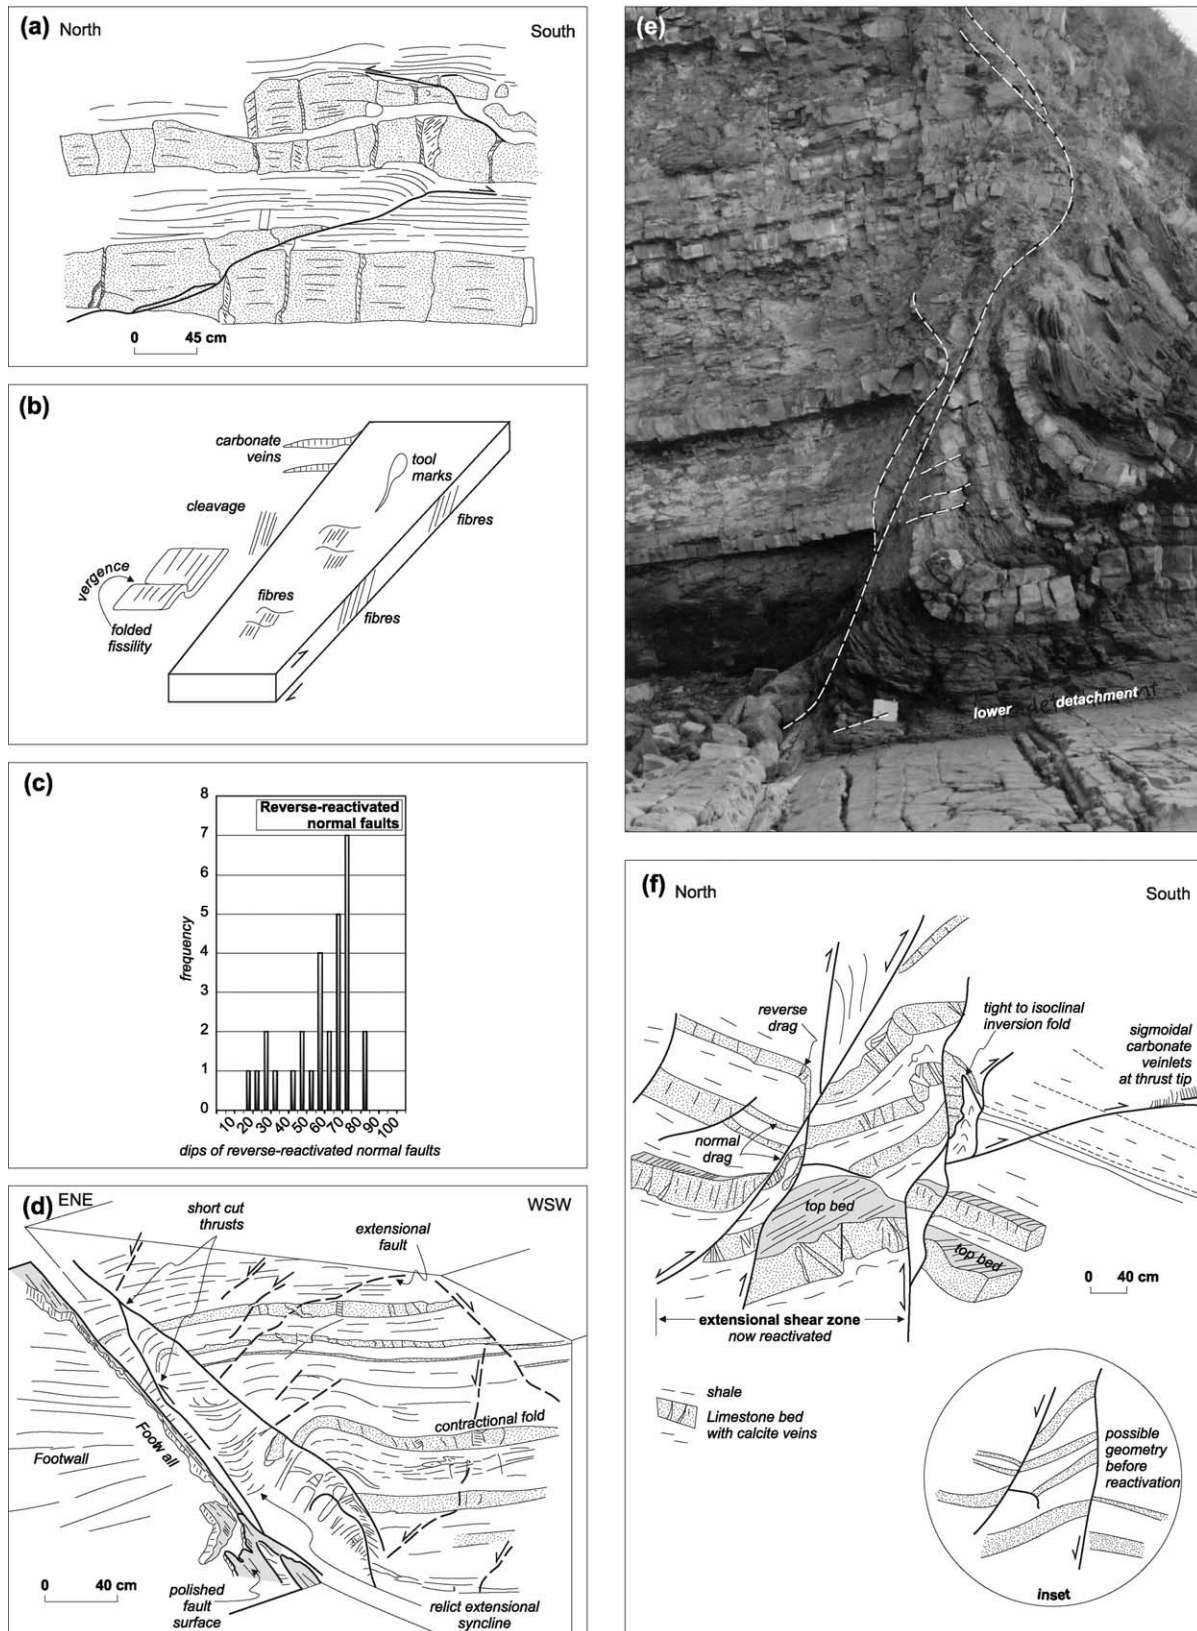 (a) North
South
0 45 cm
(b)
carbonate
veins
tool
marks
cleavage
fibres
vergence
fibres
fibres
folded
fissility
(c)
8
Reverse-reactivated
normal faults
7
6
5
4
3
2
1
0
frequency
10
20
30
40
50
60
70
80
90
100
dips of reverse-reactivated normal faults
(d) ENE
WSW
short cut
thrusts
extensional
fault
contractional fold
Footwall
Footw all
0 40 cm
polished
fault
surface
relict extensional
syncline
(e)
lower detachment
(f) North
South
reverse
drag
tight to isoclinal
inversion fold
sigmoidal
carbonate
veinlets
at thrust tip
normal
drag
top bed
top bed
0 40 cm
extensional shear zone
now reactivated
shale
Limestone bed
with calcite veins
possible
geometry
before
reactivation
inset